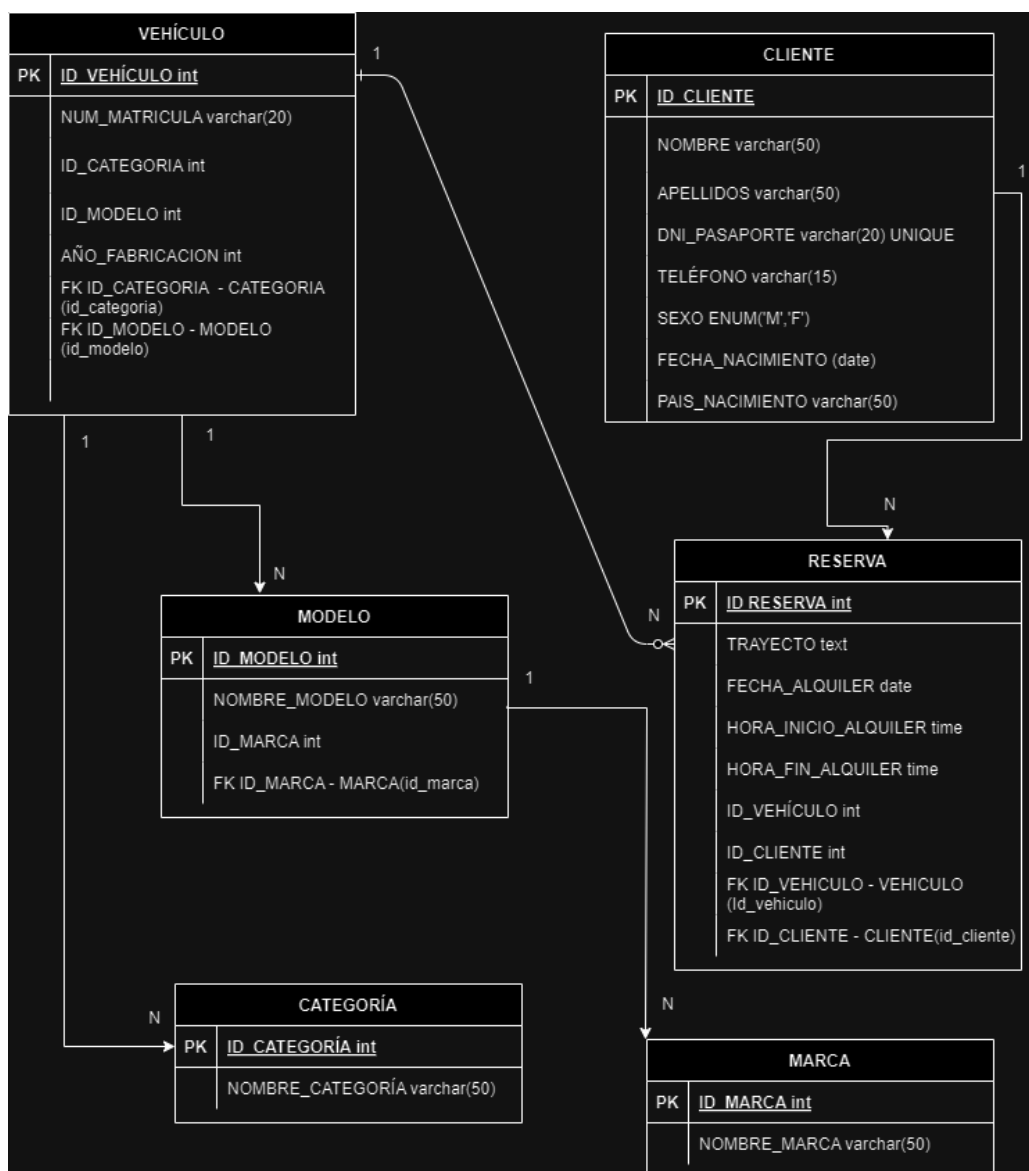 VEHÍCULO
PK ID_VEHÍCULO int
NUM_MATRICULA varchar(20)
ID_CATEGORIA int
ID_MODELO int
AÑO_FABRICACION int
FK ID_CATEGORIA - CATEGORIA
(id_categoria)
FK ID_MODELO - MODELO
(id_modelo)
1
1
1
CLIENTE
PK ID_CLIENTE
NOMBRE varchar(50)
APELLIDOS varchar(50)
DNI_PASAPORTE varchar(20) UNIQUE
TELÉFONO varchar(15)
SEXO ENUM('M','F')
FECHA_NACIMIENTO (date)
PAIS_NACIMIENTO varchar(50)
1
N
N
MODELO
PK ID_MODELO int
NOMBRE_MODELO varchar(50)
ID_MARCA int
FK ID_MARCA - MARCA(id_marca)
1
N
RESERVA
PK ID RESERVA int
TRAYECTO text
FECHA_ALQUILER date
HORA_INICIO_ALQUILER time
HORA_FIN_ALQUILER time
ID_VEHÍCULO int
ID_CLIENTE int
FK ID_VEHICULO - VEHICULO
(Id_vehiculo)
FK ID_CLIENTE - CLIENTE(id_cliente)
N
CATEGORÍA
PK ID_CATEGORÍA int
NOMBRE_CATEGORÍA varchar(50)
N
MARCA
PK ID_MARCA int
NOMBRE_MARCA varchar(50)